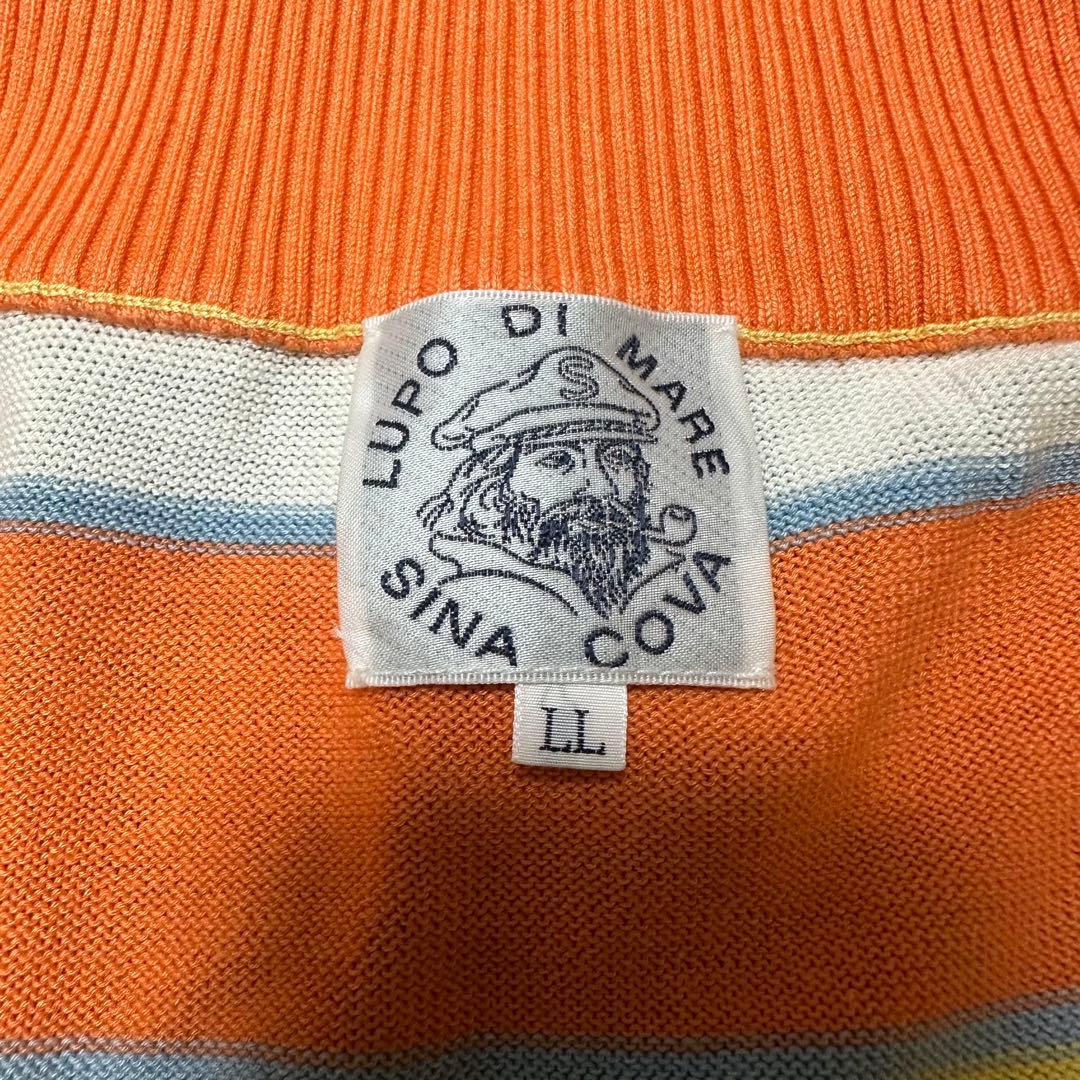 LUPO DI MARE
S
SINA COVA
LL